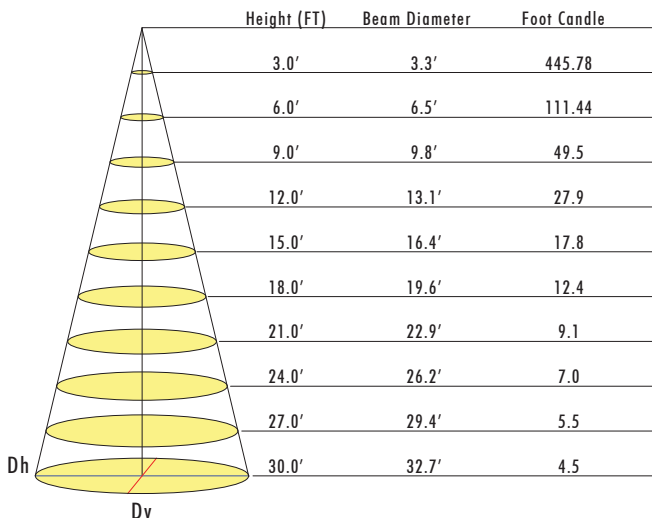 Height (FT) Beam Diameter Foot Candle
3.0′ 3.3′ 445.78
6.0′ 6.5′ 111.44
9.0′ 9.8′ 49.5
12.0′ 13.1′ 27.9
15.0′ 16.4′ 17.8
18.0′ 19.6′ 12.4
21.0′ 22.9′ 9.1
24.0′ 26.2′ 7.0
27.0′ 29.4′ 5.5
Dh 30.0′ 32.7′ 4.5
Dv